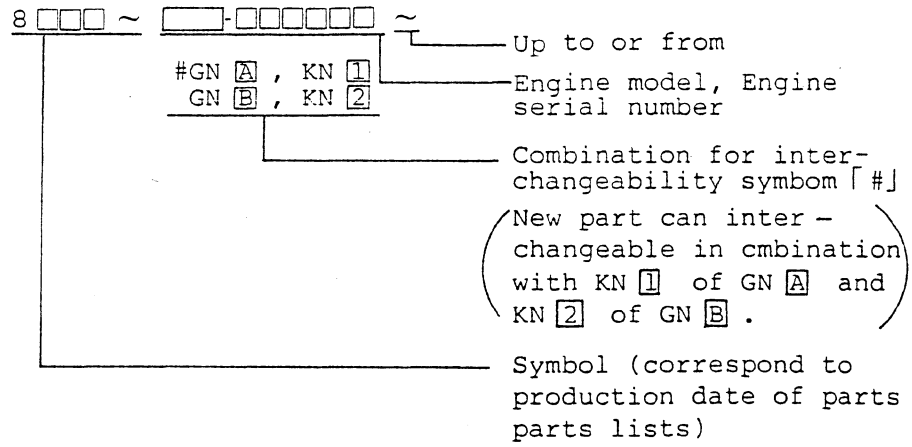 8 □□□ ~ □-□□□□□□ ~
Up to or from
#GN A , KN 1
GN B , KN 2
Engine model, Engine
serial number
Combination for inter-
changeability symbom「#」
(New part can inter-
changeable in cmbination
with KN 1 of GN A and
KN 2 of GN B .)
Symbol (correspond to
production date of parts
parts lists)